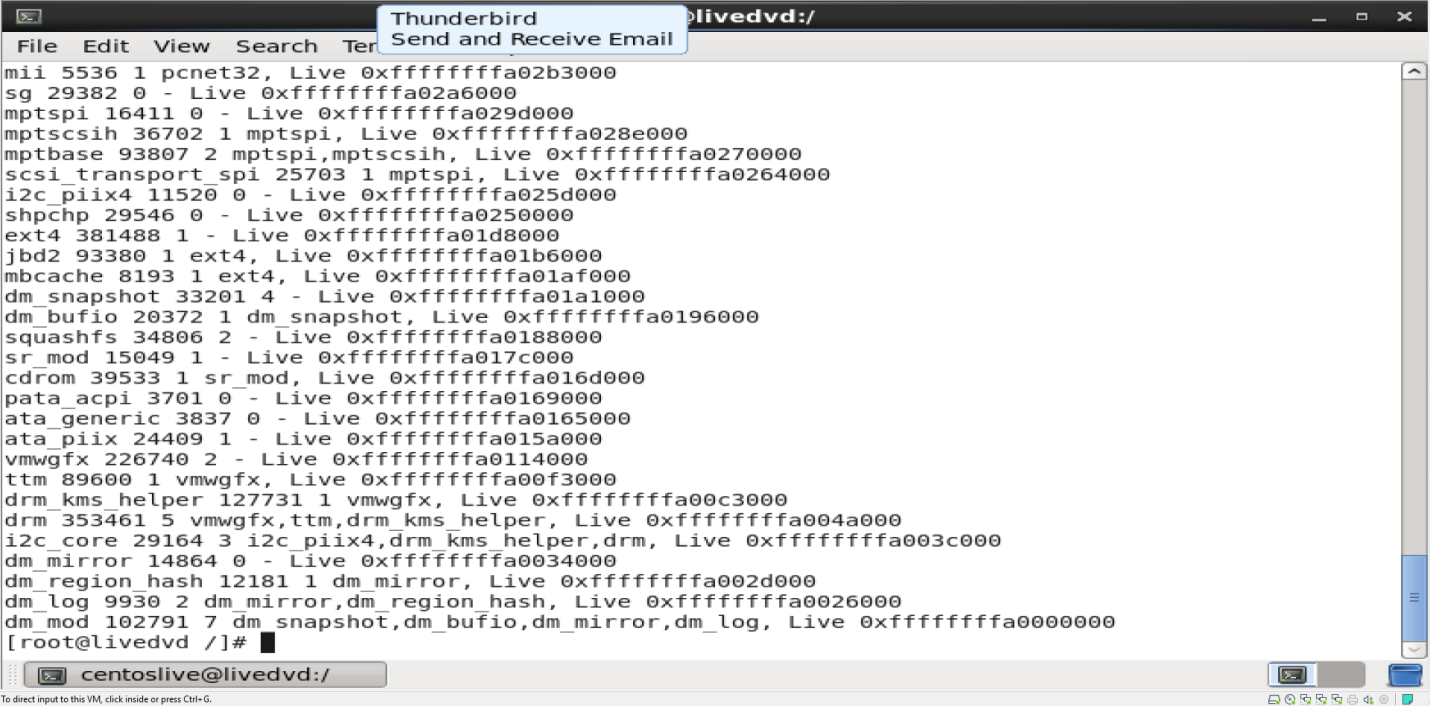 Thunderbird
Send and Receive Email
@livedvd:/
File Edit View Search Ter
mii 5536 1 pcnet32, Live 0xffffffffa02b3000
sg 29382 0 - Live 0xffffffffa02a6000
mptspi 16411 0 - Live 0xffffffffa029d000
mptscsih 36702 1 mptspi, Live 0xffffffffa028e000
mptbase 93807 2 mptspi,mptscsih, Live 0xffffffffa0270000
scsi_transport_spi 25703 1 mptspi, Live 0xffffffffa0264000
i2c_piix4 11520 0 - Live 0xffffffffa025d000
shpchp 29546 0 - Live 0xffffffffa0250000
ext4 381488 1 - Live 0xffffffffa01d8000
jbd2 93380 1 ext4, Live 0xffffffffa01b6000
mbcache 8193 1 ext4, Live 0xffffffffa01af000
dm_snapshot 33201 4 - Live 0xffffffffa01a1000
dm_bufio 20372 1 dm_snapshot, Live 0xffffffffa0196000
squashfs 34806 2 - Live 0xffffffffa0188000
sr_mod 15049 1 - Live 0xffffffffa017c000
cdrom 39533 1 sr_mod, Live 0xffffffffa016d000
pata_acpi 3701 0 - Live 0xffffffffa0169000
ata_generic 3837 0 - Live 0xffffffffa0165000
ata_piix 24409 1 - Live 0xffffffffa015a000
vmwgfx 226740 2 - Live 0xffffffffa0114000
ttm 89600 1 vmwgfx, Live 0xffffffffa00f3000
drm_kms_helper 127731 1 vmwgfx, Live 0xffffffffa00c3000
drm 353461 5 vmwgfx,ttm,drm_kms_helper, Live 0xffffffffa004a000
i2c_core 29164 3 i2c_piix4,drm_kms_helper,drm, Live 0xffffffffa003c000
dm_mirror 14864 0 - Live 0xffffffffa0034000
dm_region_hash 12181 1 dm_mirror, Live 0xffffffffa002d000
dm_log 9930 2 dm_mirror,dm_region_hash, Live 0xffffffffa0026000
dm_mod 102791 7 dm_snapshot,dm_bufio,dm_mirror,dm_log, Live 0xffffffffa0000000
[root@livedvd /]#
centoslive@livedvd:/
To direct input to this VM, click inside or press Ctrl+G.